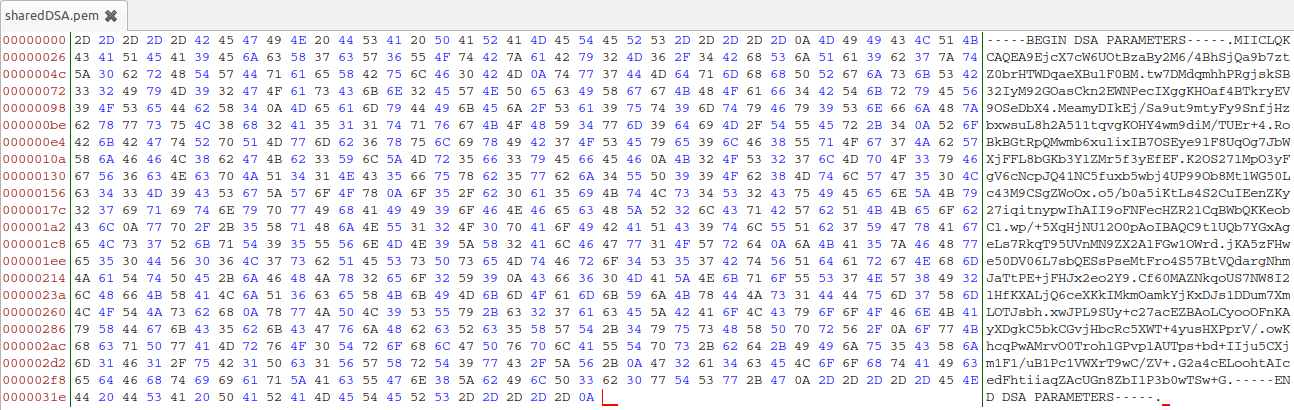 sharedDSA.pem
00000000 2D 2D 2D 2D 2D 42 45 47 49 4E 20 44 53 41 20 50 41 52 41 4D 45 54 45 52 53 2D 2D 2D 2D 2D 0A 4D 49 49 43 4C 51 4B -----BEGIN DSA PARAMETERS-----.MIICLQK
00000026 43 41 51 45 41 39 45 6A 63 58 37 63 57 36 55 4F 74 42 7A 61 42 79 32 4D 36 2F 34 42 68 53 6A 51 61 39 62 37 7A 74 CAQEA9EjcX7cW6UOtBzaBy2M6/4BhSjQa9b7zt
0000004c 5A 30 62 72 48 54 57 44 71 61 65 58 42 75 6C 46 30 42 4D 0A 74 77 37 44 4D 64 71 6D 68 68 50 52 67 6A 73 6B 53 42 Z0brHTWDqaeXBulF0BM.tw7DMdqmhhPRgjskSB
00000072 33 32 49 79 4D 39 32 47 4F 61 73 43 6B 6E 32 45 57 4E 50 65 63 49 58 67 67 4B 48 4F 61 66 34 42 54 6B 72 79 45 56 32IyM92GOasCkn2EWNPecIXggKHOaf4BTkryEV
00000098 39 4F 53 65 44 62 58 34 0A 4D 65 61 6D 79 44 49 6B 45 6A 2F 53 61 39 75 74 39 6D 74 79 46 79 39 53 6E 66 6A 48 7A 9OSeDbX4.MeamyDIkEj/Sa9ut9mtyFy9SnfjHz
000000be 62 78 77 73 75 4C 38 68 32 41 35 31 31 74 71 76 67 4B 4F 48 59 34 77 6D 39 64 69 4D 2F 54 55 45 72 2B 34 0A 52 6F bxwsuL8h2A511tqvgKOHY4wm9diM/TUEr+4.Ro
000000e4 42 6B 42 47 74 52 70 51 4D 77 6D 62 36 78 75 6C 69 78 49 42 37 4F 53 45 79 65 39 6C 46 38 55 71 4F 67 37 4A 62 57 BkBGtRpQMwmb6xulixIB7OSEye9lF8UqOg7JbW
0000010a 58 6A 46 46 4C 38 62 47 4B 62 33 59 6C 5A 4D 72 35 66 33 79 45 66 45 46 0A 4B 32 4F 53 32 37 6C 4D 70 4F 33 79 46 XjFFL8bGKb3YlZMr5f3yEfEF.K2OS27lMpO3yF
00000130 67 56 36 63 4E 63 70 4A 51 34 31 4E 43 35 66 75 78 62 35 77 62 6A 34 55 50 39 39 4F 62 38 4D 74 6C 57 47 35 30 4C gV6cNcpJQ41NC5fuxb5wbj4UP99Ob8MtlWG50L
00000156 63 34 33 4D 39 43 53 67 5A 57 6F 4F 78 0A 6F 35 2F 62 30 61 35 69 4B 74 4C 73 34 53 32 43 75 49 45 65 6E 5A 4B 79 c43M9CSgZWoOx.o5/b0a5iKtLs4S2CuIEenZKy
0000017c 32 37 69 71 69 74 6E 79 70 77 49 68 41 49 49 39 6F 46 4E 46 65 63 48 5A 52 32 6C 43 71 42 57 62 51 4B 4B 65 6F 62 27iqitnypwIhAII9oFNFecHZR2lCqBWbQKKeob
000001a2 43 6C 0A 77 70 2F 2B 35 58 71 48 6A 4E 55 31 32 4F 30 70 41 6F 49 42 41 51 43 39 74 6C 55 51 62 37 59 47 78 41 67 Cl.wp/+5XqHjNU12O0pAoIBAQC9tlUQb7YGxAg
000001c8 65 4C 73 37 52 6B 71 54 39 35 55 56 6E 4D 4E 39 5A 58 32 41 6C 46 47 77 31 4F 57 72 64 0A 6A 4B 41 35 7A 46 48 77 eLs7RkqT95UVnMN9ZX2AlFGw1OWrd.jKA5zFHw
000001ee 65 35 30 44 56 30 36 4C 37 73 62 51 45 53 73 50 73 65 4D 74 46 72 6F 34 53 35 37 42 74 56 51 64 61 72 67 4E 68 6D e50DV06L7sbQESsPseMtFro4S57BtVQdargNhm
00000214 4A 61 54 74 50 45 2B 6A 46 48 4A 78 32 65 6F 32 59 39 0A 43 66 36 30 4D 41 5A 4E 6B 71 6F 55 53 37 4E 57 38 49 32 JaTtPE+jFHJx2eo2Y9.Cf60MAZNkqoUS7NW8I2
0000023a 6C 48 66 4B 58 41 4C 6A 51 36 63 65 58 4B 6B 49 4D 6B 6D 4F 61 6D 6B 59 6A 4B 78 44 4A 73 31 44 44 75 6D 37 58 6D lHfKXALjQ6ceXKkIMkmOamkYjKxDJs1DDum7Xm
00000260 4C 4F 54 4A 73 62 68 0A 78 77 4A 50 4C 39 53 55 79 2B 63 32 37 61 63 45 5A 42 41 6F 4C 43 79 6F 6F 4F 46 6E 4B 41 LOTJsbh.xwJPL9SUy+c27acEZBAoLCyooOFnKA
00000286 79 58 44 67 6B 43 35 62 6B 43 47 76 6A 48 62 63 52 63 35 58 57 54 2B 34 79 75 73 48 58 50 70 72 56 2F 0A 6F 77 4B yXDgkC5bkCGvjHbcRc5XWT+4yusHXPprV/.owK
000002ac 68 63 71 50 77 41 4D 72 76 4F 30 54 72 6F 68 6C 47 50 76 70 6C 41 55 54 70 73 2B 62 64 2B 49 49 6A 75 35 43 58 6A hcqPwAMrvO0TrohlGPvplAUTps+bd+IIju5CXj
000002d2 6D 31 46 31 2F 75 42 31 50 63 31 56 57 58 72 54 39 77 43 2F 5A 56 2B 0A 47 32 61 34 63 45 4C 6F 6F 68 74 41 49 63 m1F1/uB1Pc1VWXrT9wC/ZV+.G2a4cELoohtAIc
000002f8 65 64 46 68 74 69 69 61 71 5A 41 63 55 47 6E 38 5A 62 49 6C 50 33 62 30 77 54 53 77 2B 47 0A 2D 2D 2D 2D 2D 45 4E edFhtiiaqZAcUGn8ZbIlP3b0wTSw+G.-----EN
0000031e 44 20 44 53 41 20 50 41 52 41 4D 45 54 45 52 53 2D 2D 2D 2D 2D 0A D DSA PARAMETERS-----.